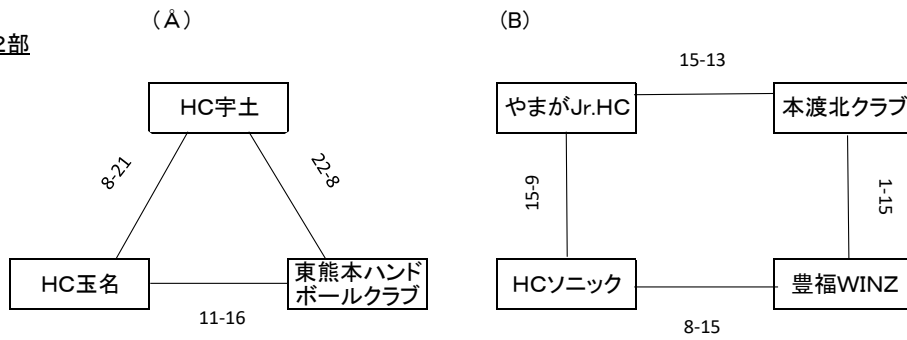 (Å)
(B)
2部
15-13
HC宇土
やまがJr.HC
本渡北クラブ
8-21
22-8
15-9
1-15
HC玉名
東熊本ハンド
ボールクラブ
HCソニック
豊福WINZ
11-16
8-15